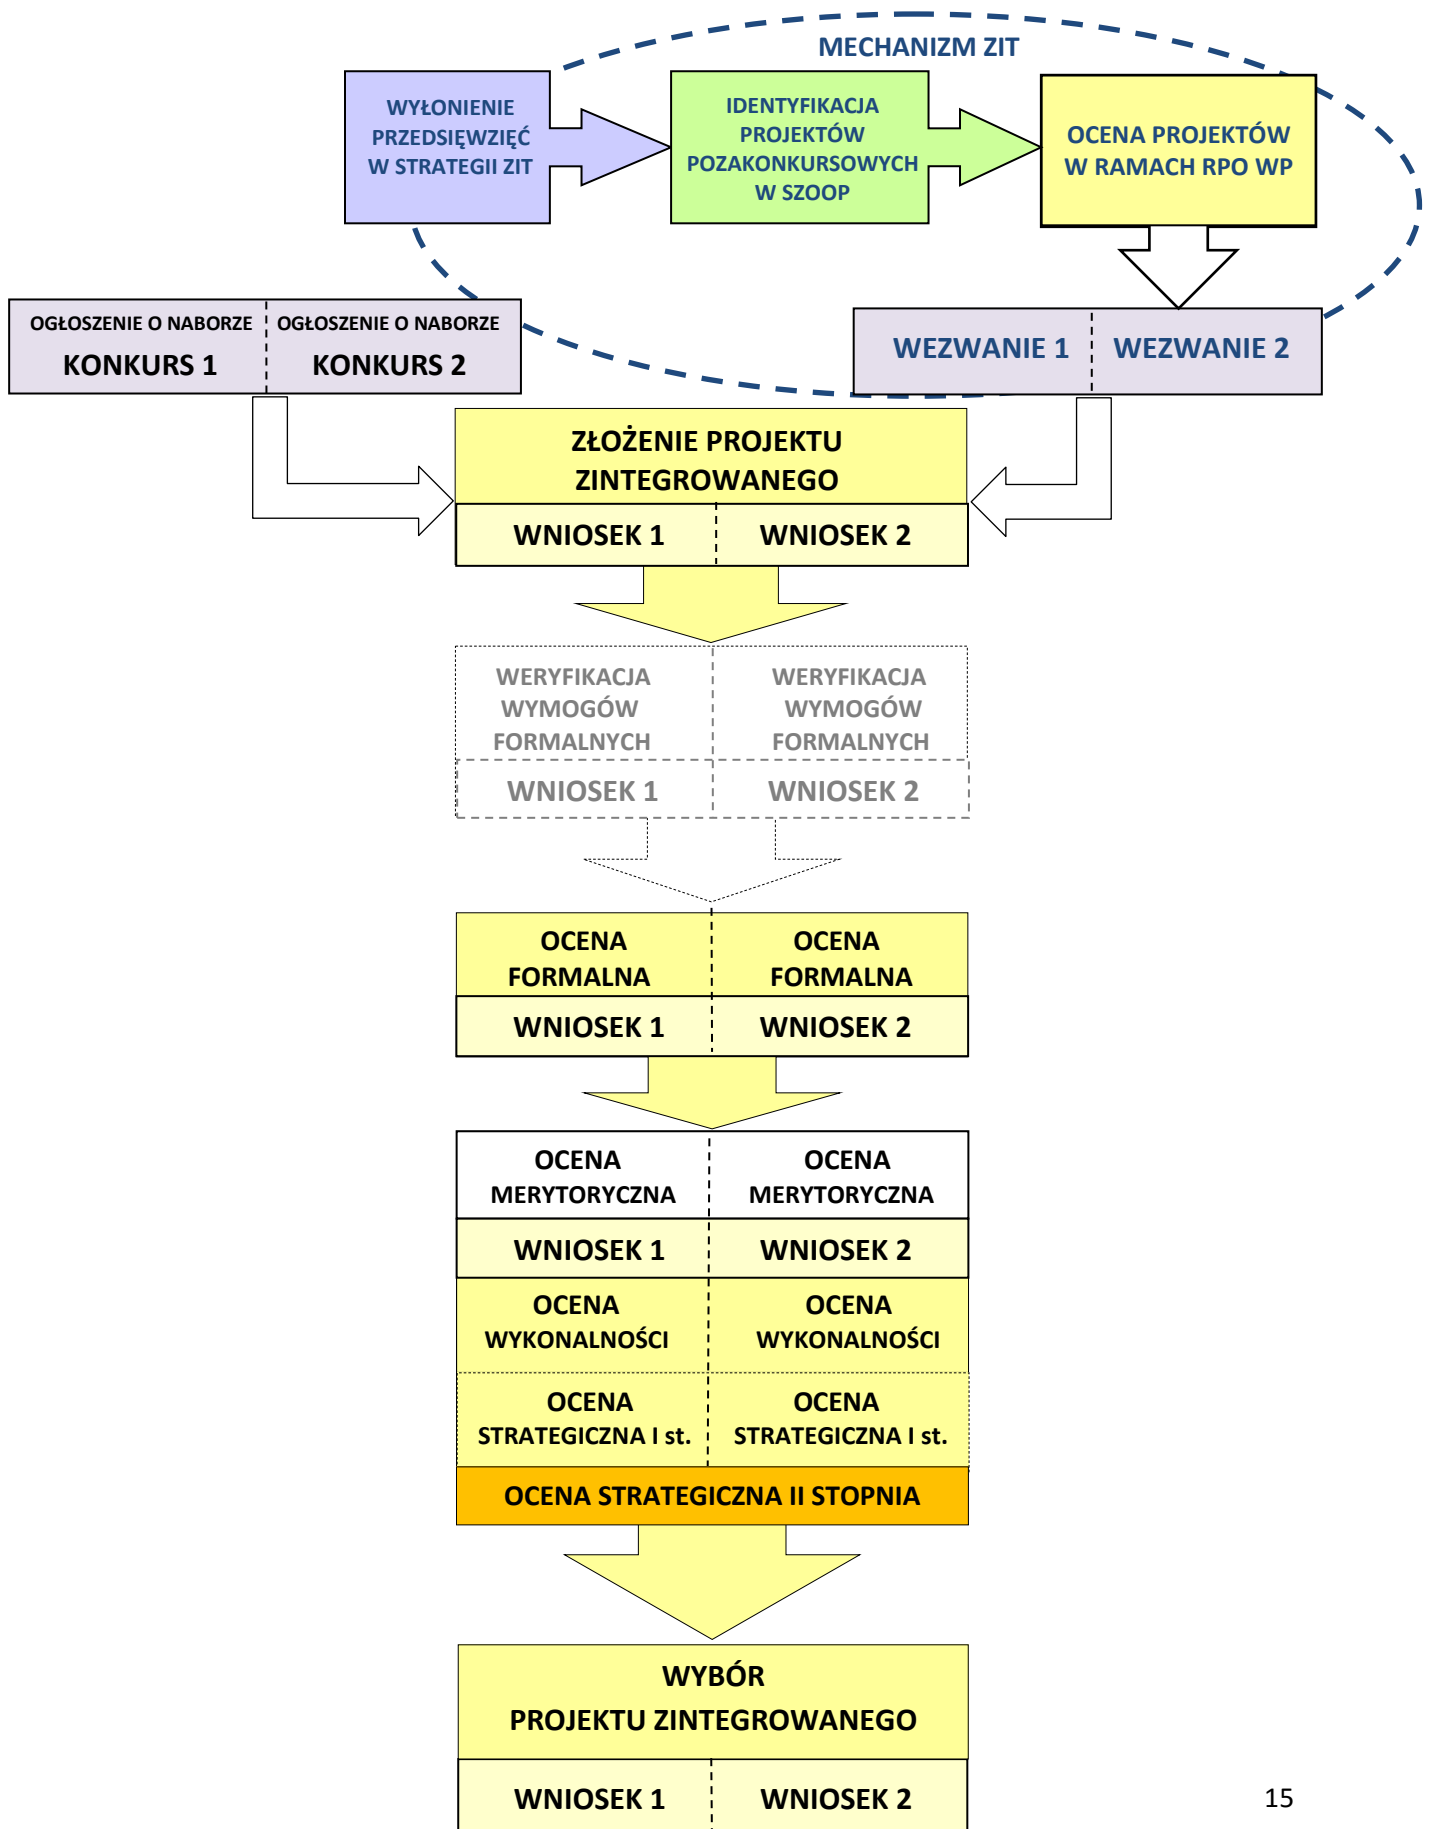 MECHANIZM ZIT
WYŁONIENIE
PRZEDSIĘWZIĘĆ
W STRATEGII ZIT
IDENTYFIKACJA
PROJEKTÓW
POZAKONKURSOWYCH
W SZOOP
OCENA PROJEKTÓW
W RAMACH RPO WP
OGŁOSZENIE O NABORZE
KONKURS 1
OGŁOSZENIE O NABORZE
KONKURS 2
WEZWANIE 1
WEZWANIE 2
ZŁOŻENIE PROJEKTU
ZINTEGROWANEGO
WNIOSEK 1
WNIOSEK 2
WERYFIKACJA
WYMOGÓW
FORMALNYCH
WERYFIKACJA
WYMOGÓW
FORMALNYCH
WNIOSEK 1
WNIOSEK 2
OCENA
FORMALNA
OCENA
FORMALNA
WNIOSEK 1
WNIOSEK 2
OCENA
MERYTORYCZNA
OCENA
MERYTORYCZNA
WNIOSEK 1
WNIOSEK 2
OCENA
WYKONALNOŚCI
OCENA
WYKONALNOŚCI
OCENA
STRATEGICZNA I st.
OCENA
STRATEGICZNA I st.
OCENA STRATEGICZNA II STOPNIA
WYBÓR
PROJEKTU ZINTEGROWANEGO
WNIOSEK 1
WNIOSEK 2
15